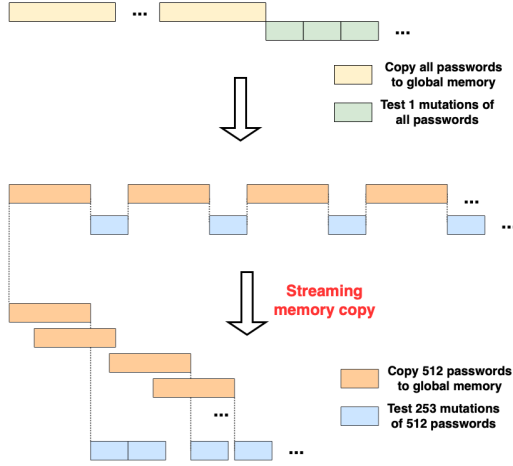 ...
...
Copy all passwords
to global memory
Test 1 mutations of
all passwords
...
...
Streaming
memory copy
Copy 512 passwords
to global memory
...
Test 253 mutations
of 512 passwords
...